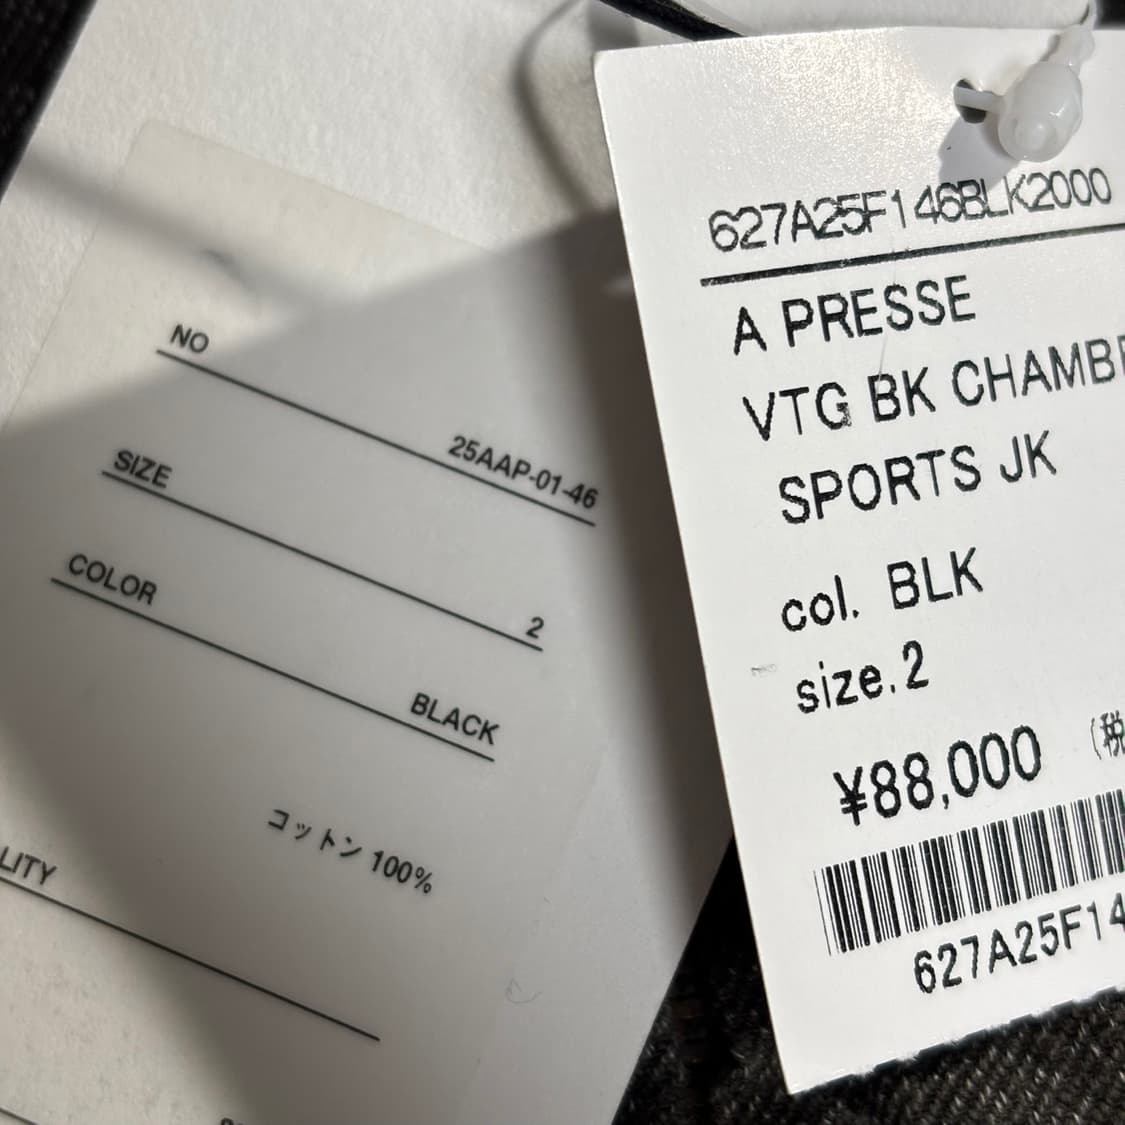 NO
25AAP-01-46
SIZE
2
COLOR
BLACK
コットン 100%
LITY
627A25F146BLK2000
A PRESSE
VTG BK CHAMB
SPORTS JK
col. BLK
size.2
¥88,000 (税
627A25F14